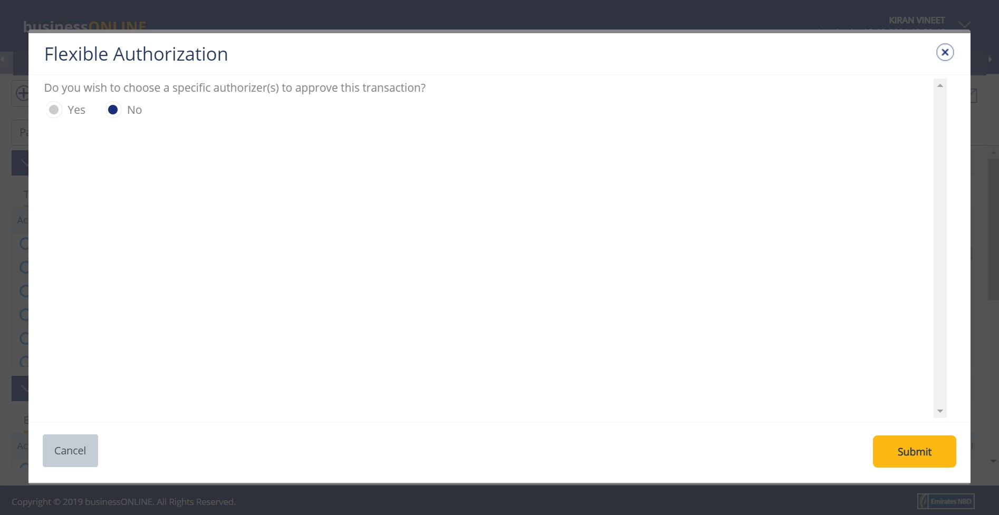 businessONLINE
KIRAN VINEET
Flexible Authorization
Do you wish to choose a specific authorizer(s) to approve this transaction?
Yes
No
Cancel
Submit
Copyright © 2019 businessONLINE. All Rights Reserved.
Emirates NBD